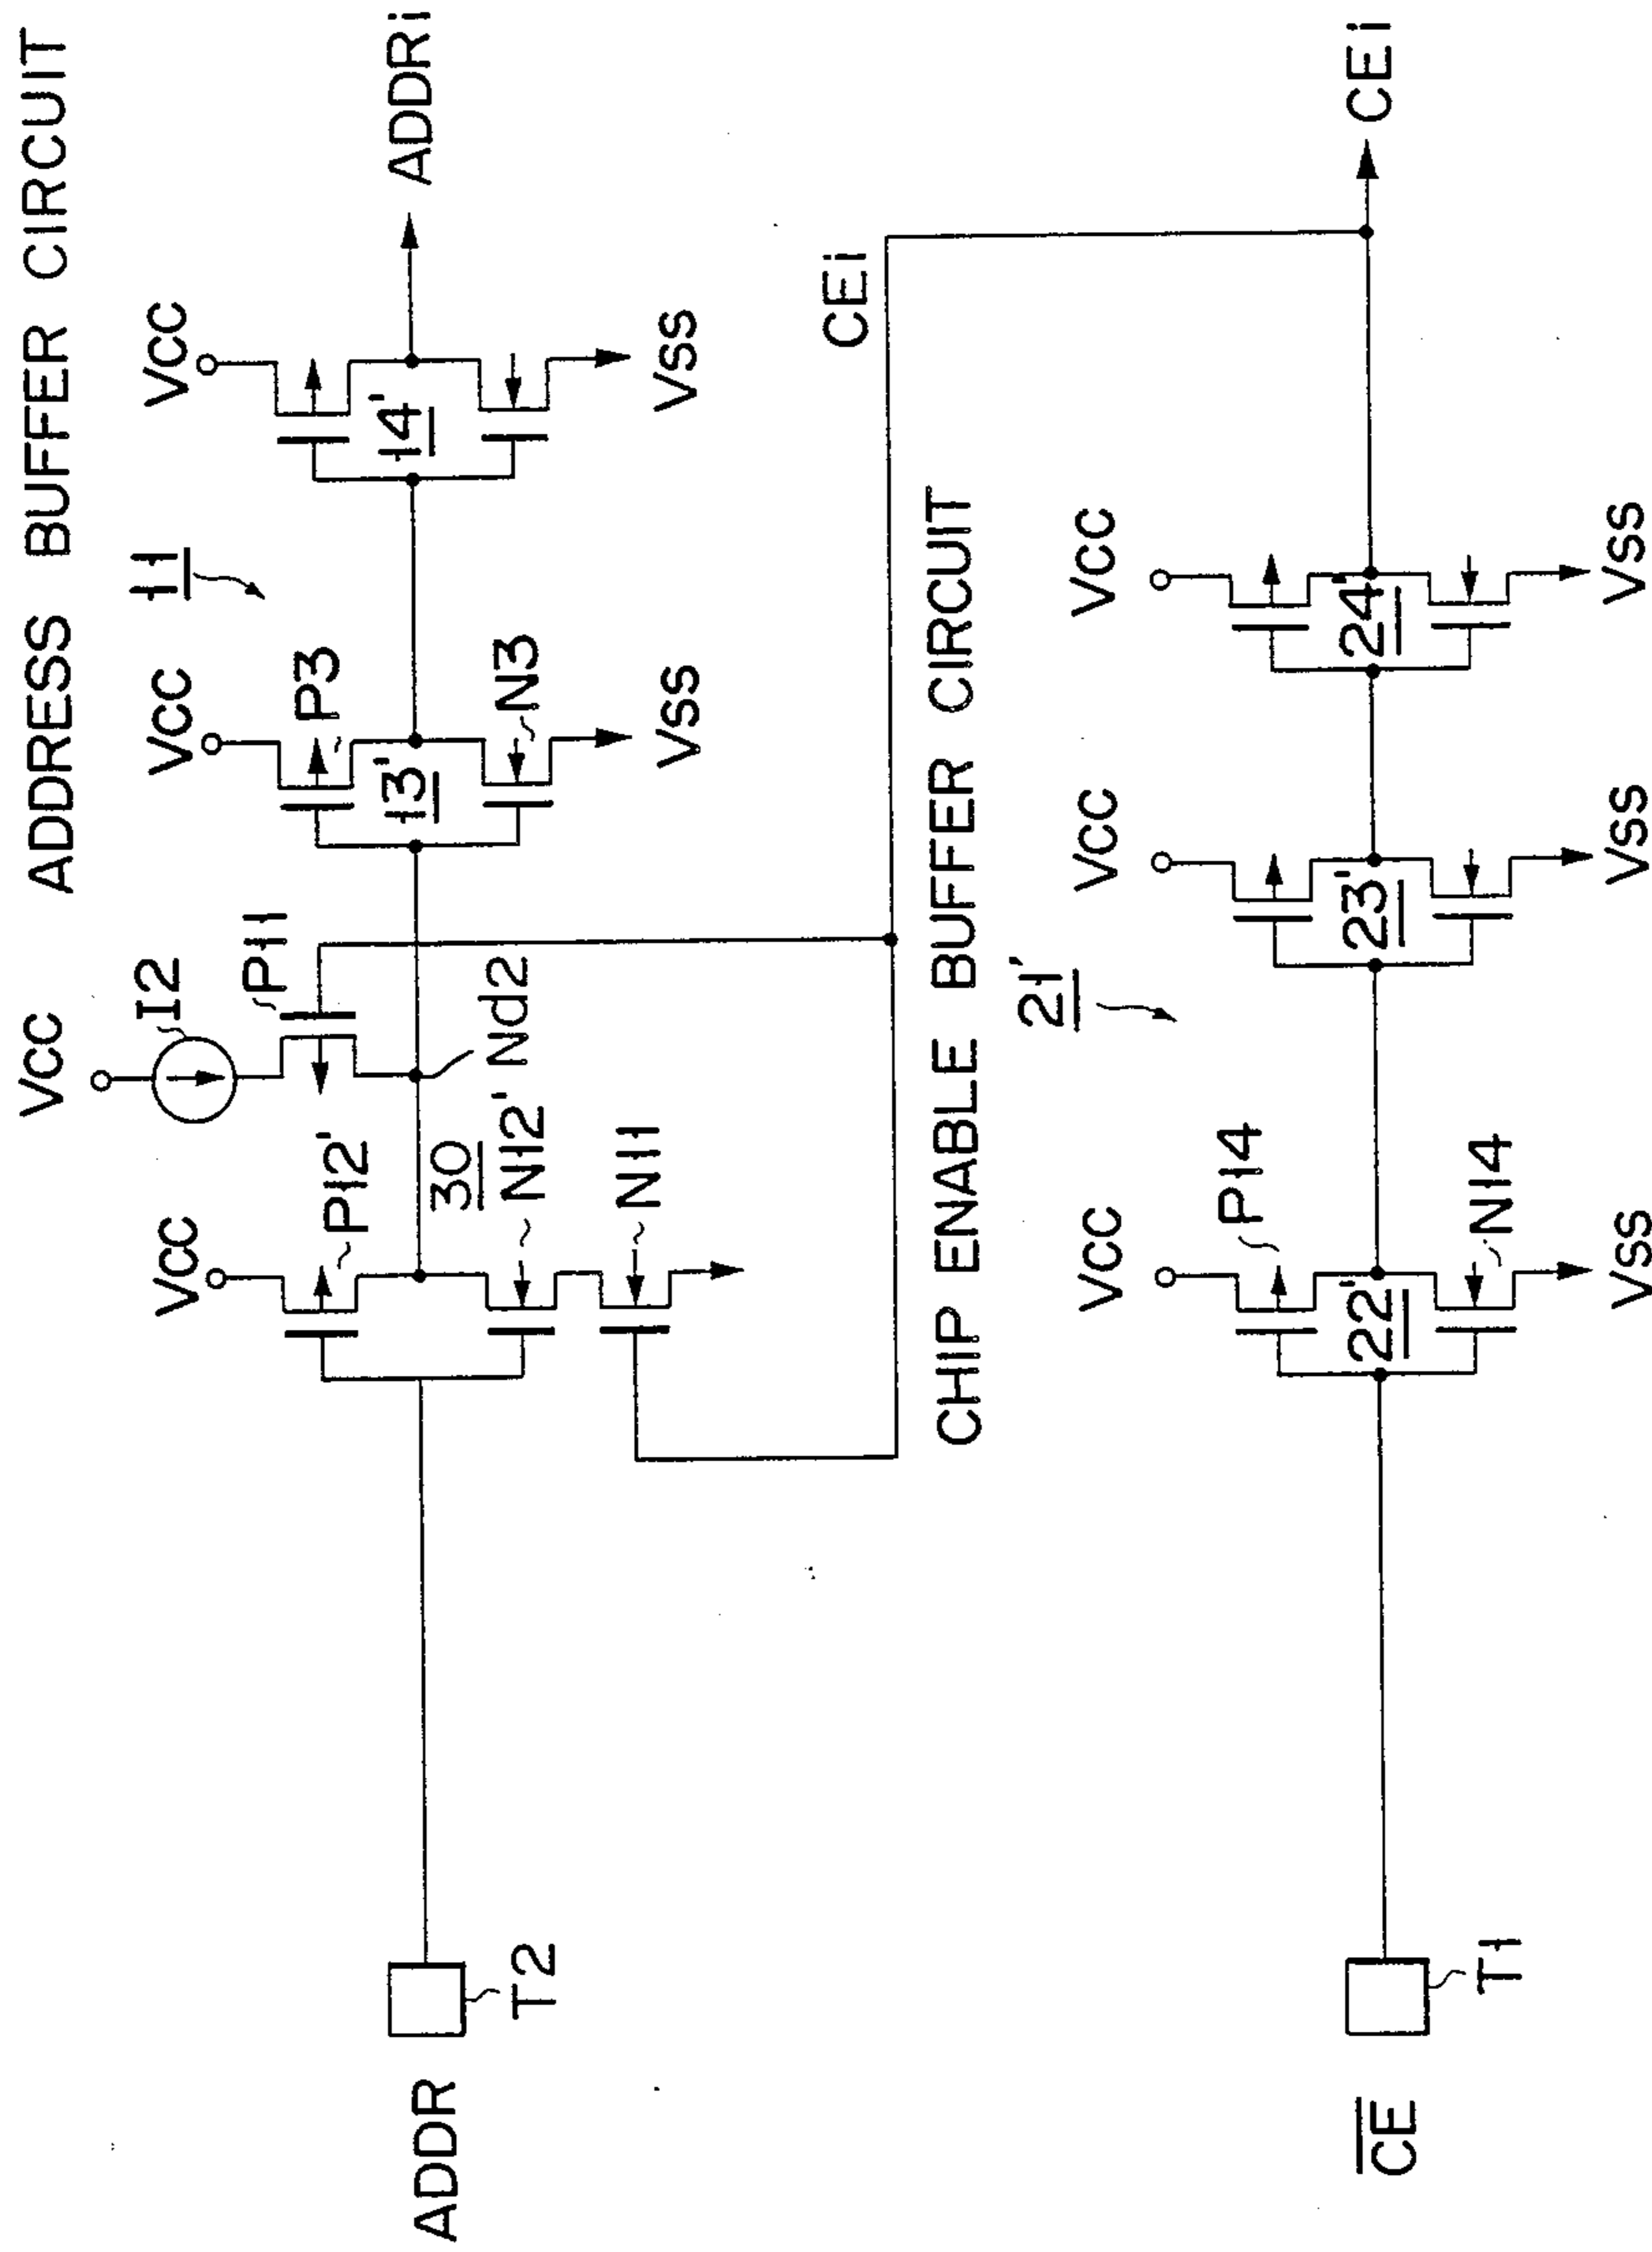 ADDRESS BUFFER CIRCUIT
VCC
I2
P11
VCC
P12'
30
N12'
N11
Nd2
VCC
P3
13'
N3
VSS
11
VCC
14'
VSS
ADDRi
ADDR
T2
CEi
CHIP ENABLE BUFFER CIRCUIT
21'
VCC
P14
22'
N14
VSS
VCC
23'
VSS
VCC
24'
VSS
CEi
C̅E̅
T1